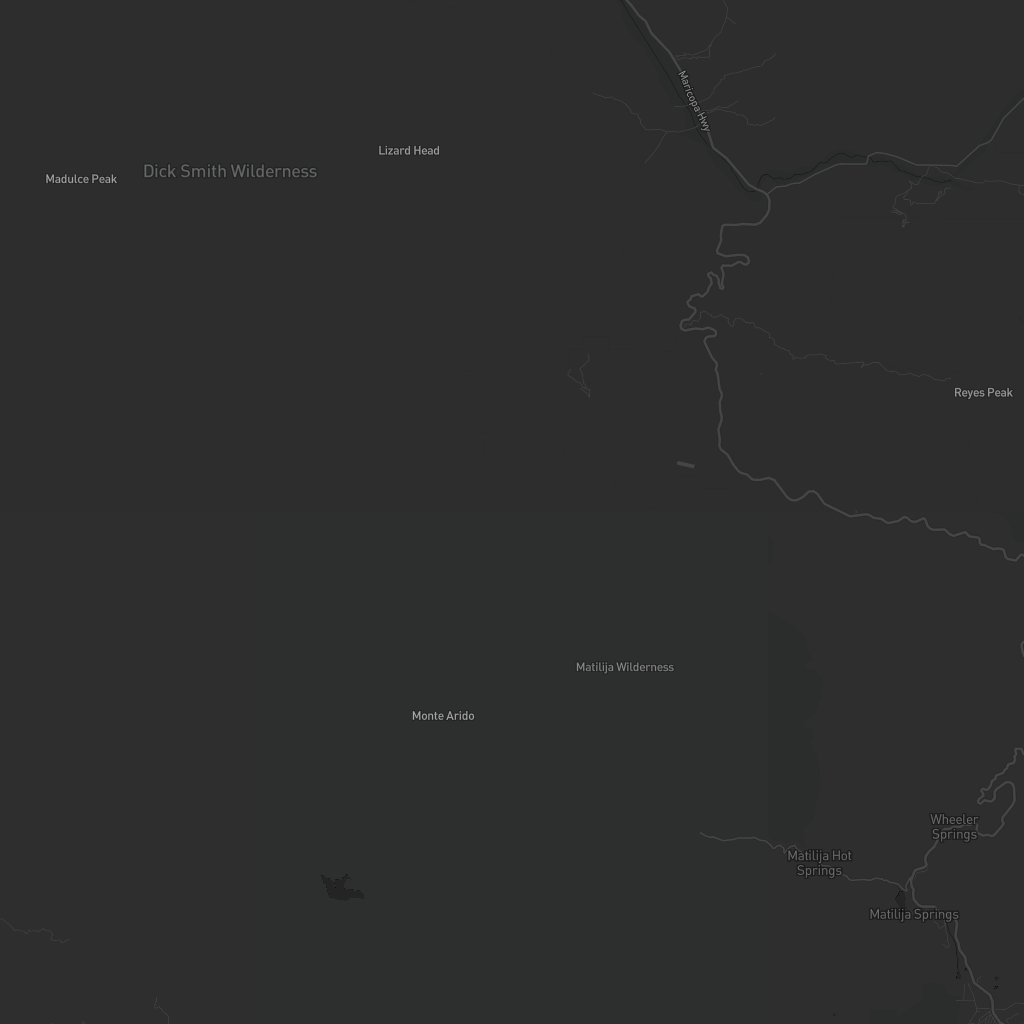 Maricopa Hwy
Lizard Head
Dick Smith Wilderness
Madulce Peak
Reyes Peak
Matilija Wilderness
Monte Arido
Wheeler
Springs
Matilija Hot
Springs
Matilija Springs